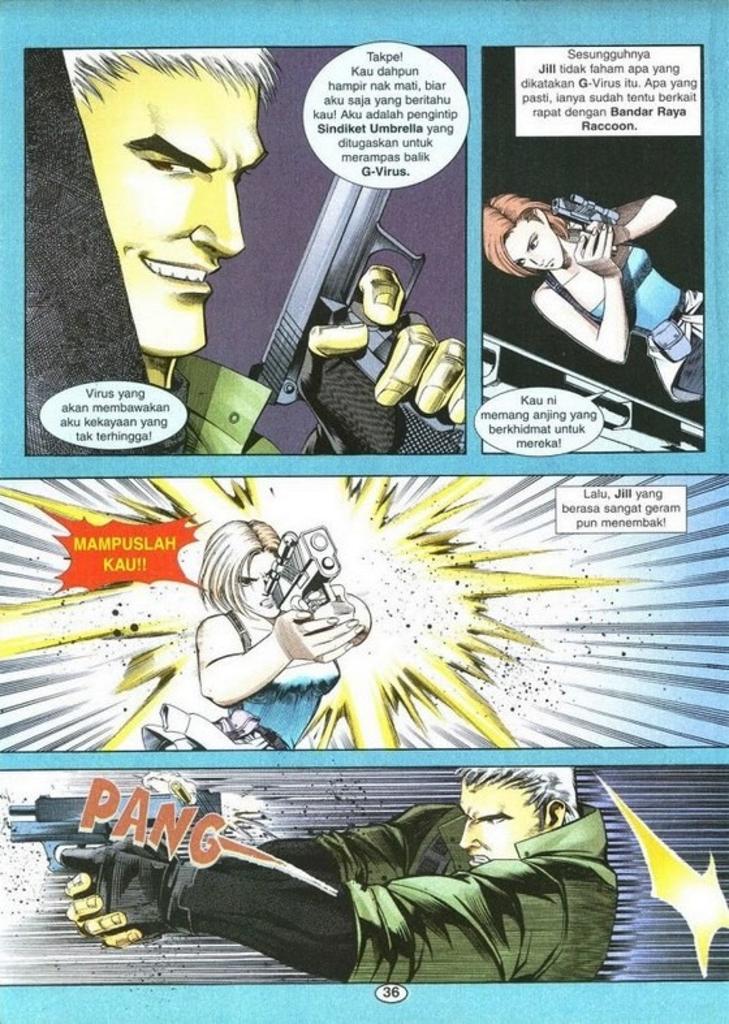 Takpe!
Kau dahpun
hampir nak mati, biar
aku saja yang beritahu
kau! Aku adalah pengintip
Sindiket Umbrella yang
ditugaskan untuk
merampas balik
G-Virus.
Virus yang
akan membawakan
aku kekayaan yang
tak terhingga!
Sesungguhnya
Jill tidak faham apa yang
dikatakan G-Virus itu. Apa yang
pasti, ianya sudah tentu berkait
rapat dengan Bandar Raya
Raccoon.
Kau ni
memang anjing yang
berkhidmat untuk
mereka!
MAMPUSLAH
KAU!!
Lalu, Jill yang
berasa sangat geram
pun menembak!
PANG
36